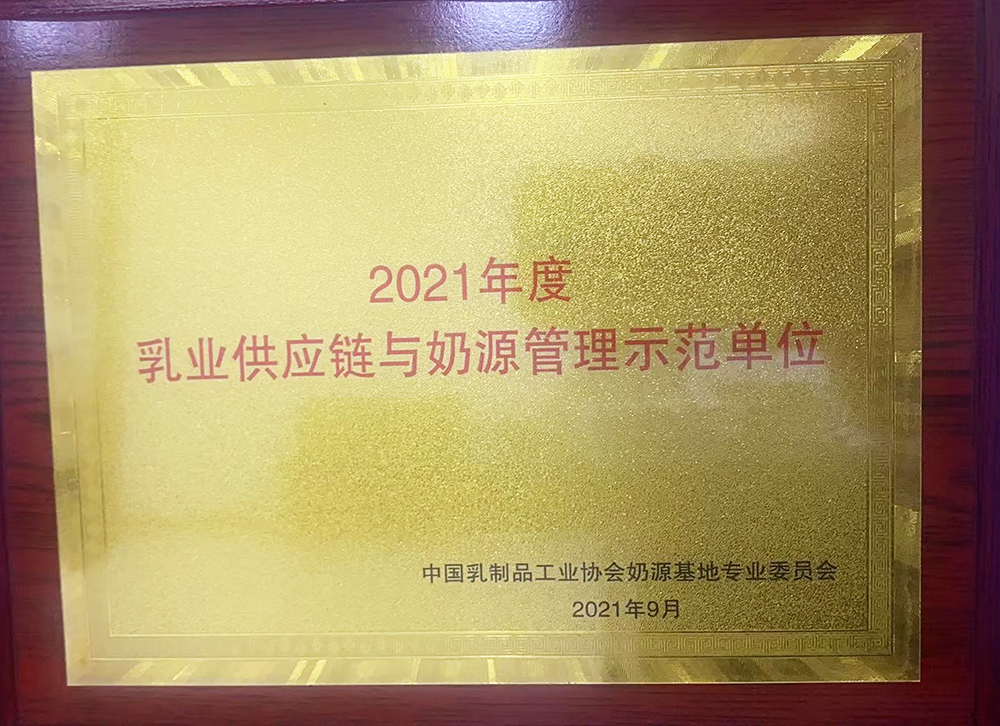 2021年度
乳业供应链与奶源管理示范单位
中国乳制品工业协会奶源基地专业委员会
2021年9月